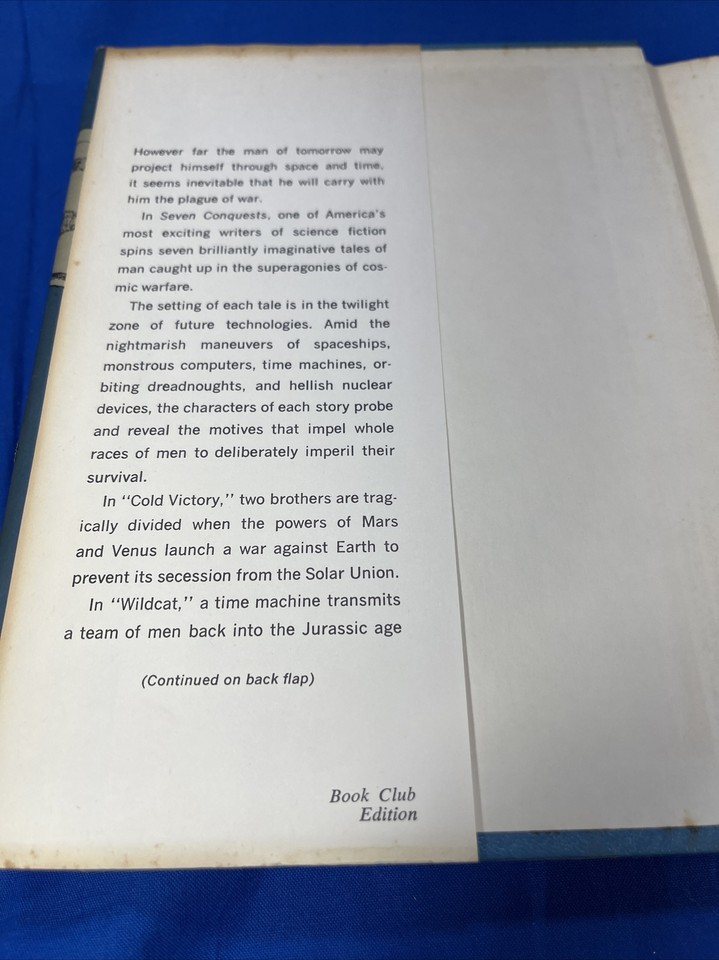 However far the man of tomorrow may
project himself through space and time,
it seems inevitable that he will carry with
him the plague of war.
In Seven Conquests, one of America's
most exciting writers of science fiction
spins seven brilliantly imaginative tales of
man caught up in the superagonies of cos-
mic warfare.
The setting of each tale is in the twilight
zone of future technologies. Amid the
nightmarish maneuvers of spaceships,
monstrous computers, time machines, or-
biting dreadnoughts, and hellish nuclear
devices, the characters of each story probe
and reveal the motives that impel whole
races of men to deliberately imperil their
survival.
In "Cold Victory," two brothers are trag-
ically divided when the powers of Mars
and Venus launch a war against Earth to
prevent its secession from the Solar Union.
In "Wildcat," a time machine transmits
a team of men back into the Jurassic age
(Continued on back flap)
Book Club
Edition